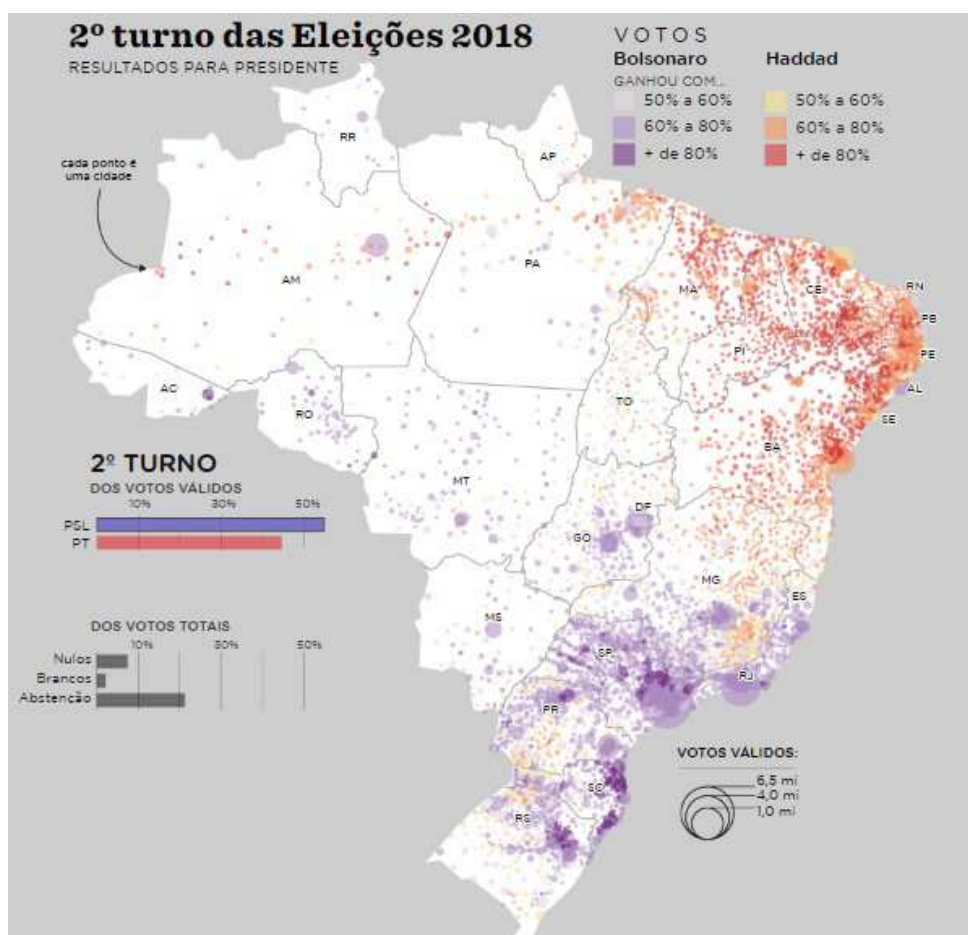 2º turno das Eleições 2018
RESULTADOS PARA PRESIDENTE
VOTOS
Bolsonaro
Haddad
GANHOU COM...
50% a 60%
50% a 60%
60% a 80%
60% a 80%
+ de 80%
+ de 80%
cada ponto é
uma cidade
RR
AP
AM
PA
MA
CE
RN
PB
PE
AL
SE
PI
AC
RO
TO
BA
MT
DF
GO
MG
ES
MS
SP
RJ
PR
SC
RS
2º TURNO
DOS VOTOS VÁLIDOS
10% 30% 50%
PSL
PT
DOS VOTOS TOTAIS
10% 30% 50%
Nulos
Brancos
Abstenção
VOTOS VÁLIDOS:
6,5 mi
4,0 mi
1,0 mi